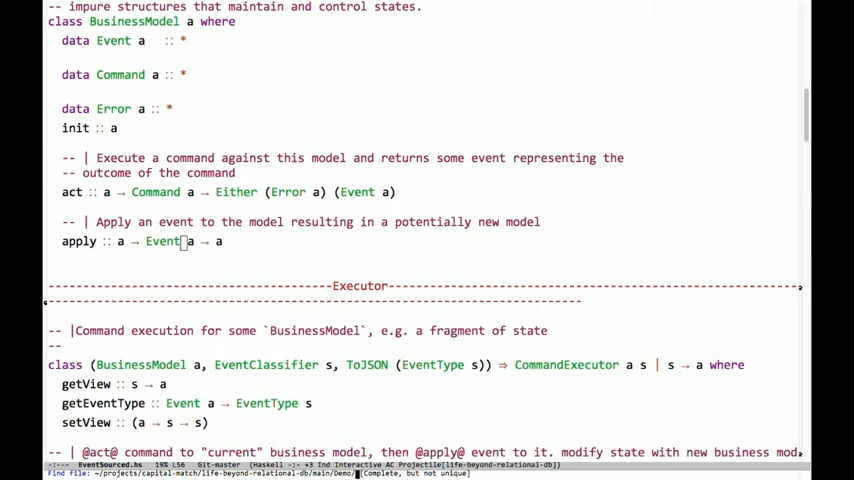 -- impure structures that maintain and control states.
class BusinessModel a where
data Event a :: *
data Command a :: *
data Error a :: *
init :: a
-- | Execute a command against this model and returns some event representing the
-- outcome of the command
act :: a → Command a → Either (Error a) (Event a)
-- | Apply an event to the model resulting in a potentially new model
apply :: a → Event a → a
--------------------------------------------Executor----------------------------------------------------------------
--------------------------------------------------------------------------------
-- |Command execution for some `BusinessModel`, e.g. a fragment of state
--
class (BusinessModel a, EventClassifier s, ToJSON (EventType s)) ⇒ CommandExecutor a s | s → a where
getView :: s → a
getEventType :: Event a → EventType s
setView :: (a → s → s)
-- | @act@ command to "current" business model, then @apply@ event to it. modify state with new business mod
-:--- EventSourced.hs 19% L56 Git-master (Haskell -:- +3 Ind Interactive AC Projectile[life-beyond-relational-db])
Find file: ~/projects/capital-match/life-beyond-relational-db/main/Demo/[Complete, but not unique]